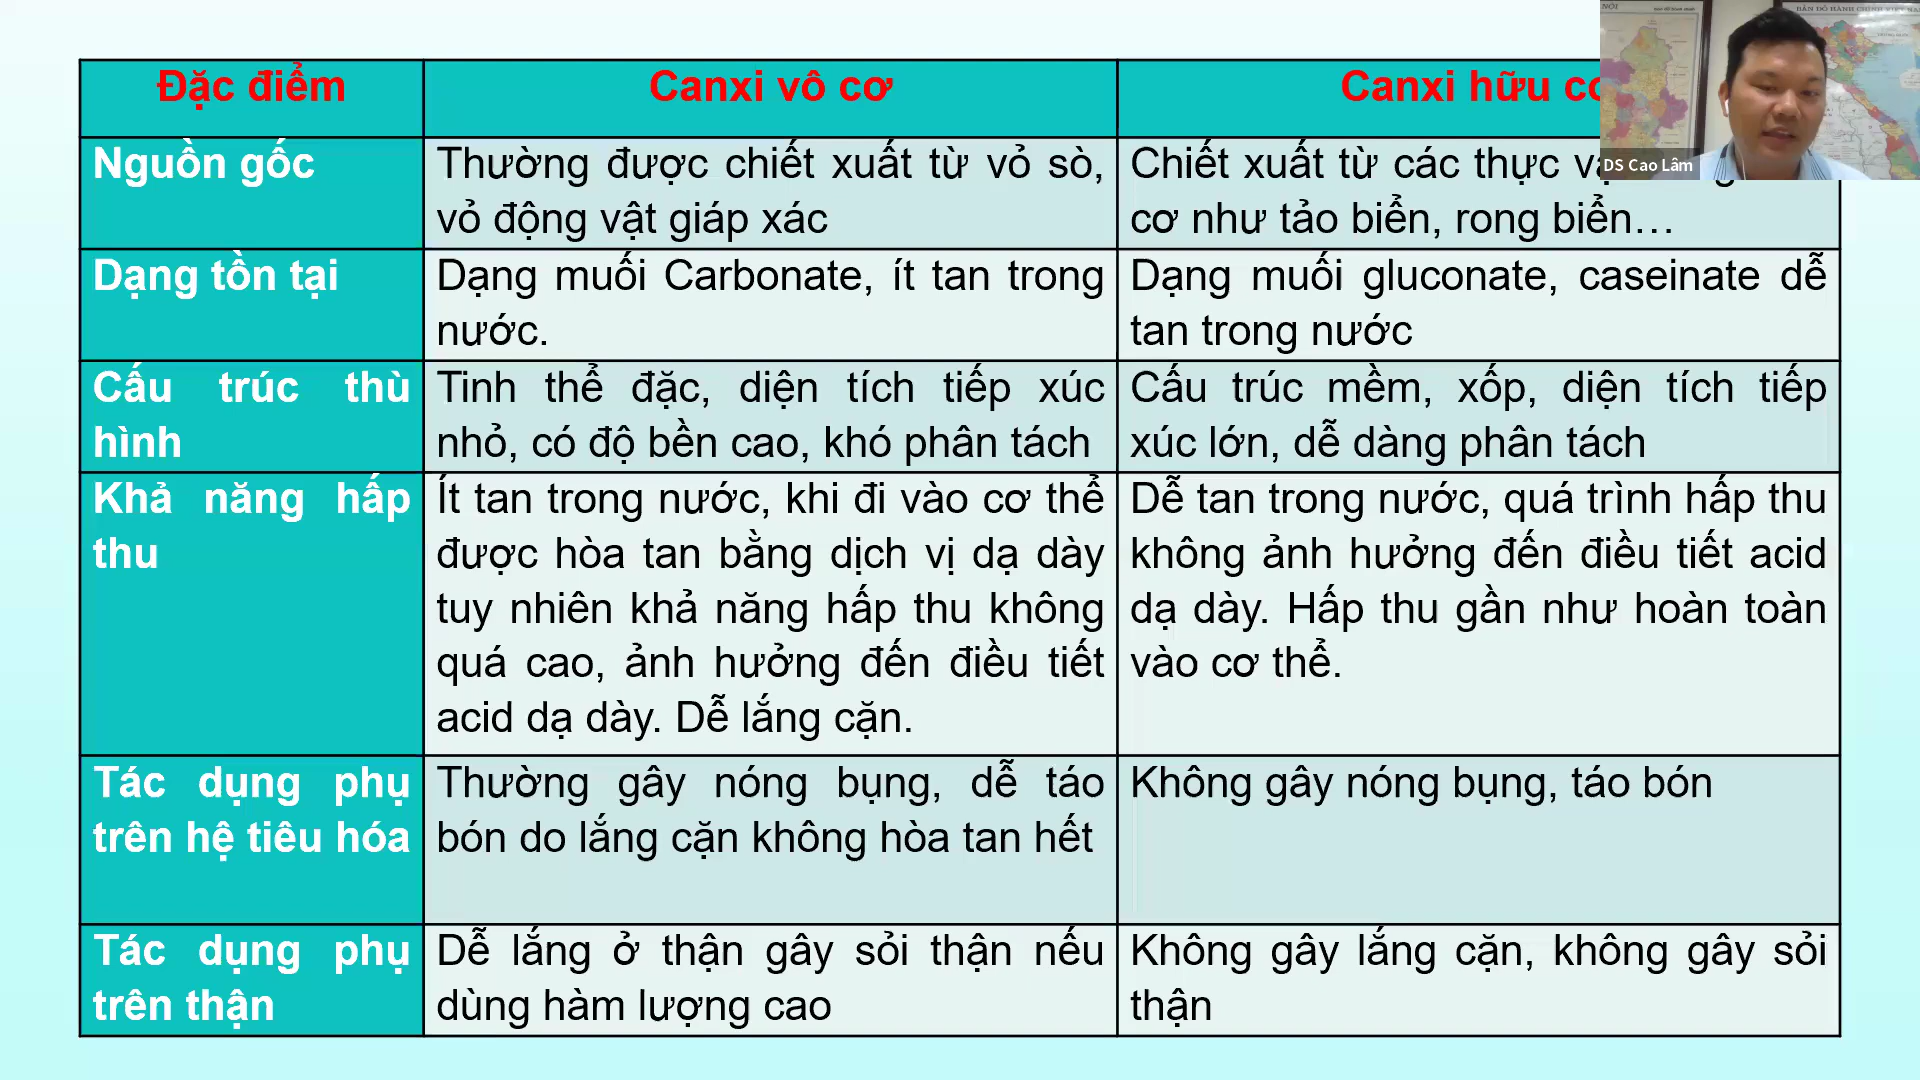 Đặc điểm
Canxi vô cơ
Canxi hữu
Nguồn gốc
Thường được chiết xuất từ vỏ sò,
vỏ động vật giáp xác
Chiết xuất từ các thực
cơ như tảo biển, rong biển…
Dạng tồn tại
Dạng muối Carbonate, ít tan trong
nước.
Dạng muối gluconate, caseinate dễ
tan trong nước
Cấu trúc thù
hình
Tinh thể đặc, diện tích tiếp xúc
nhỏ, có độ bền cao, khó phân tách
Cấu trúc mềm, xốp, diện tích tiếp
xúc lớn, dễ dàng phân tách
Khả năng hấp
thu
Ít tan trong nước, khi đi vào cơ thể
được hòa tan bằng dịch vị dạ dày
tuy nhiên khả năng hấp thu không
quá cao, ảnh hưởng đến điều tiết
acid dạ dày. Dễ lắng cặn.
Dễ tan trong nước, quá trình hấp thu
không ảnh hưởng đến điều tiết acid
dạ dày. Hấp thu gần như hoàn toàn
vào cơ thể.
Tác dụng phụ
trên hệ tiêu hóa
Thường gây nóng bụng, dễ táo
bón do lắng cặn không hòa tan hết
Không gây nóng bụng, táo bón
Tác dụng phụ
trên thận
Dễ lắng ở thận gây sỏi thận nếu
dùng hàm lượng cao
Không gây lắng cặn, không gây sỏi
thận
BẢN ĐỒ HÀNH CHÍNH VIỆT
DS Cao Lâm